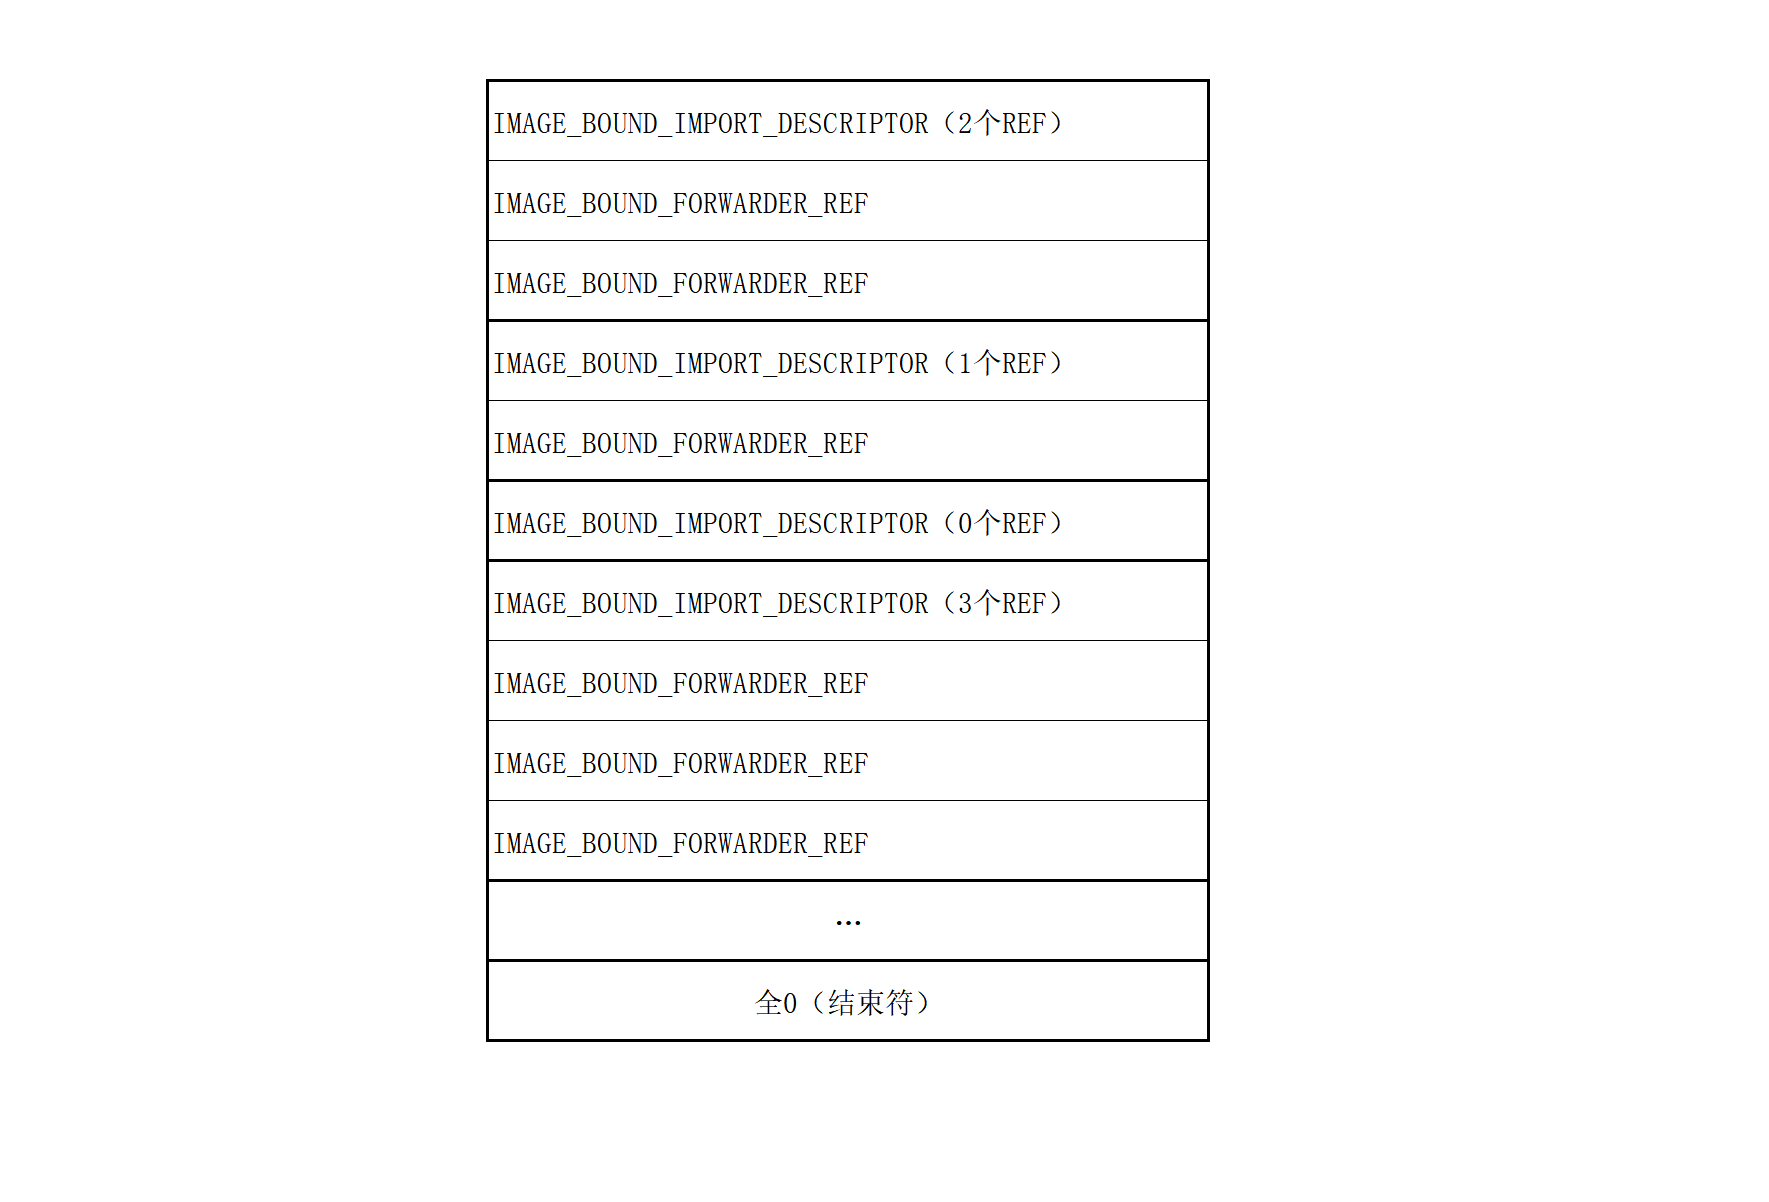 IMAGE_BOUND_IMPORT_DESCRIPTOR（2个REF）
IMAGE_BOUND_FORWARDER_REF
IMAGE_BOUND_FORWARDER_REF
IMAGE_BOUND_IMPORT_DESCRIPTOR（1个REF）
IMAGE_BOUND_FORWARDER_REF
IMAGE_BOUND_IMPORT_DESCRIPTOR（0个REF）
IMAGE_BOUND_IMPORT_DESCRIPTOR（3个REF）
IMAGE_BOUND_FORWARDER_REF
IMAGE_BOUND_FORWARDER_REF
IMAGE_BOUND_FORWARDER_REF
…
全0（结束符）